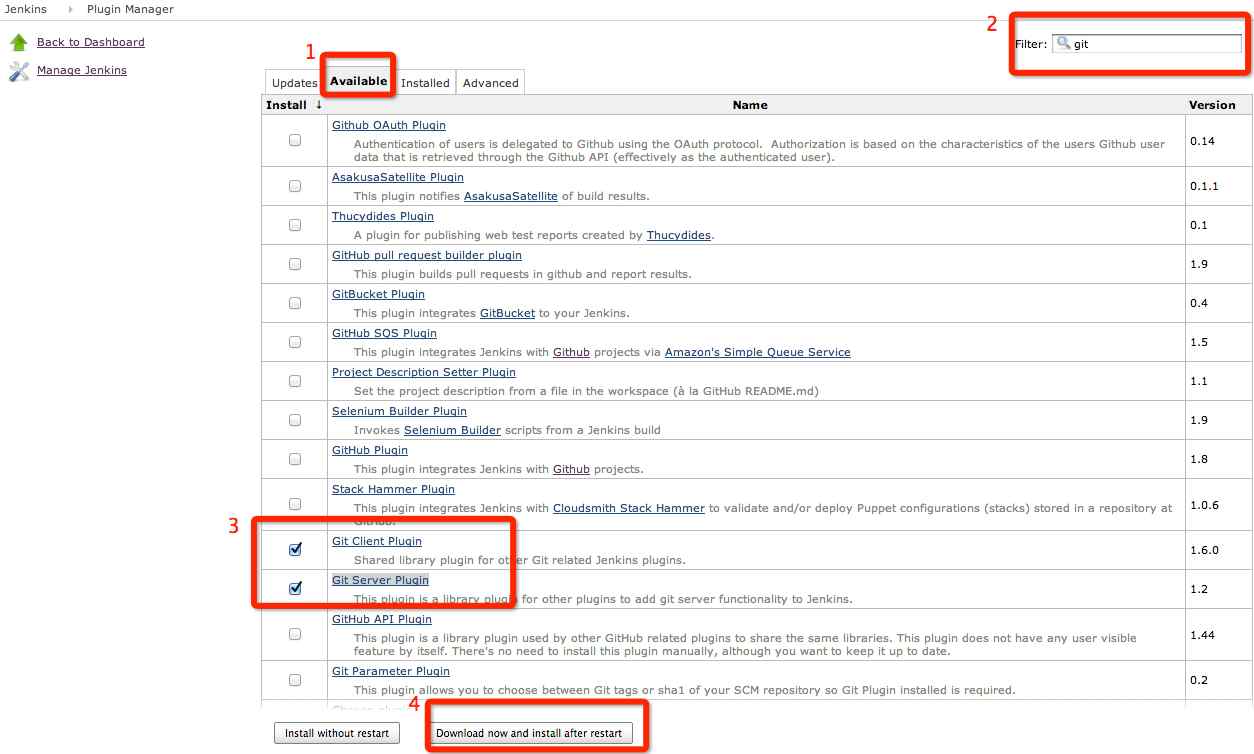 Jenkins Plugin Manager
Back to Dashboard
Manage Jenkins
1
2
Filter: git
Updates Available Installed Advanced
Install ↓ Name Version
Github OAuth Plugin
Authentication of users is delegated to Github using the OAuth protocol. Authorization is based on the characteristics of the users Github user
data that is retrieved through the Github API (effectively as the authenticated user).
0.14
AsakusaSatellite Plugin
This plugin notifies AsakusaSatellite of build results.
0.1.1
Thucydides Plugin
A plugin for publishing web test reports created by Thucydides.
0.1
GitHub pull request builder plugin
This plugin builds pull requests in github and report results.
1.9
GitBucket Plugin
This plugin integrates GitBucket to your Jenkins.
0.4
GitHub SQS Plugin
This plugin integrates Jenkins with Github projects via Amazon's Simple Queue Service
1.5
Project Description Setter Plugin
Set the project description from a file in the workspace (à la GitHub README.md)
1.1
Selenium Builder Plugin
Invokes Selenium Builder scripts from a Jenkins build
1.9
GitHub Plugin
This plugin integrates Jenkins with Github projects.
1.8
Stack Hammer Plugin
This plugin integrates Jenkins with Cloudsmith Stack Hammer to validate and/or deploy Puppet configurations (stacks) stored in a repository at
GitHub.
1.0.6
3
Git Client Plugin
Shared library plugin for other Git related Jenkins plugins.
1.6.0
Git Server Plugin
This plugin is a library plugin for other plugins to add git server functionality to Jenkins.
1.2
GitHub API Plugin
This plugin is a library plugin used by other GitHub related plugins to share the same libraries. This plugin does not have any user visible
feature by itself. There's no need to install this plugin manually, although you want to keep it up to date.
1.44
Git Parameter Plugin
This plugin allows you to choose between Git tags or sha1 of your SCM repository so Git Plugin installed is required.
0.2
4
Install without restart
Download now and install after restart